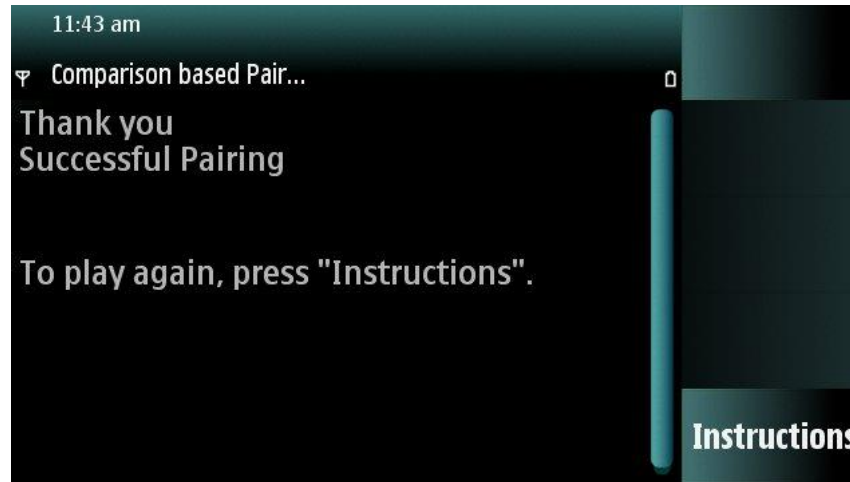 11:43 am
Comparison based Pair...
Thank you
Successful Pairing
To play again, press "Instructions".
Instructions